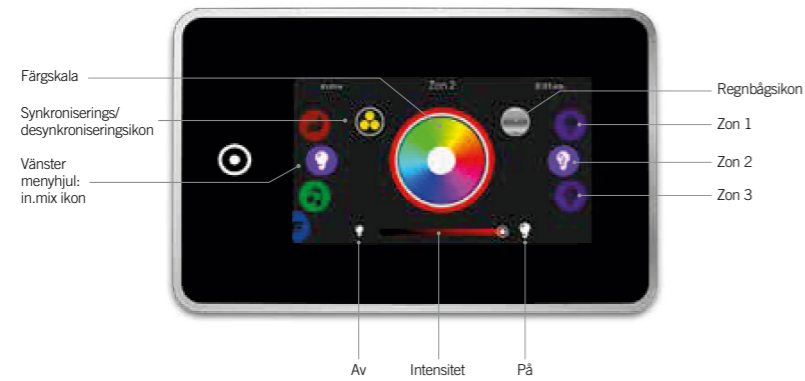 Färgskala
Synkroniserings/
desynkroniseringsikon
Vänster
menyhjul:
in.mix ikon
Zon 2
Regnbågsikon
Zon 1
Zon 2
Zon 3
Av
Intensitet
På